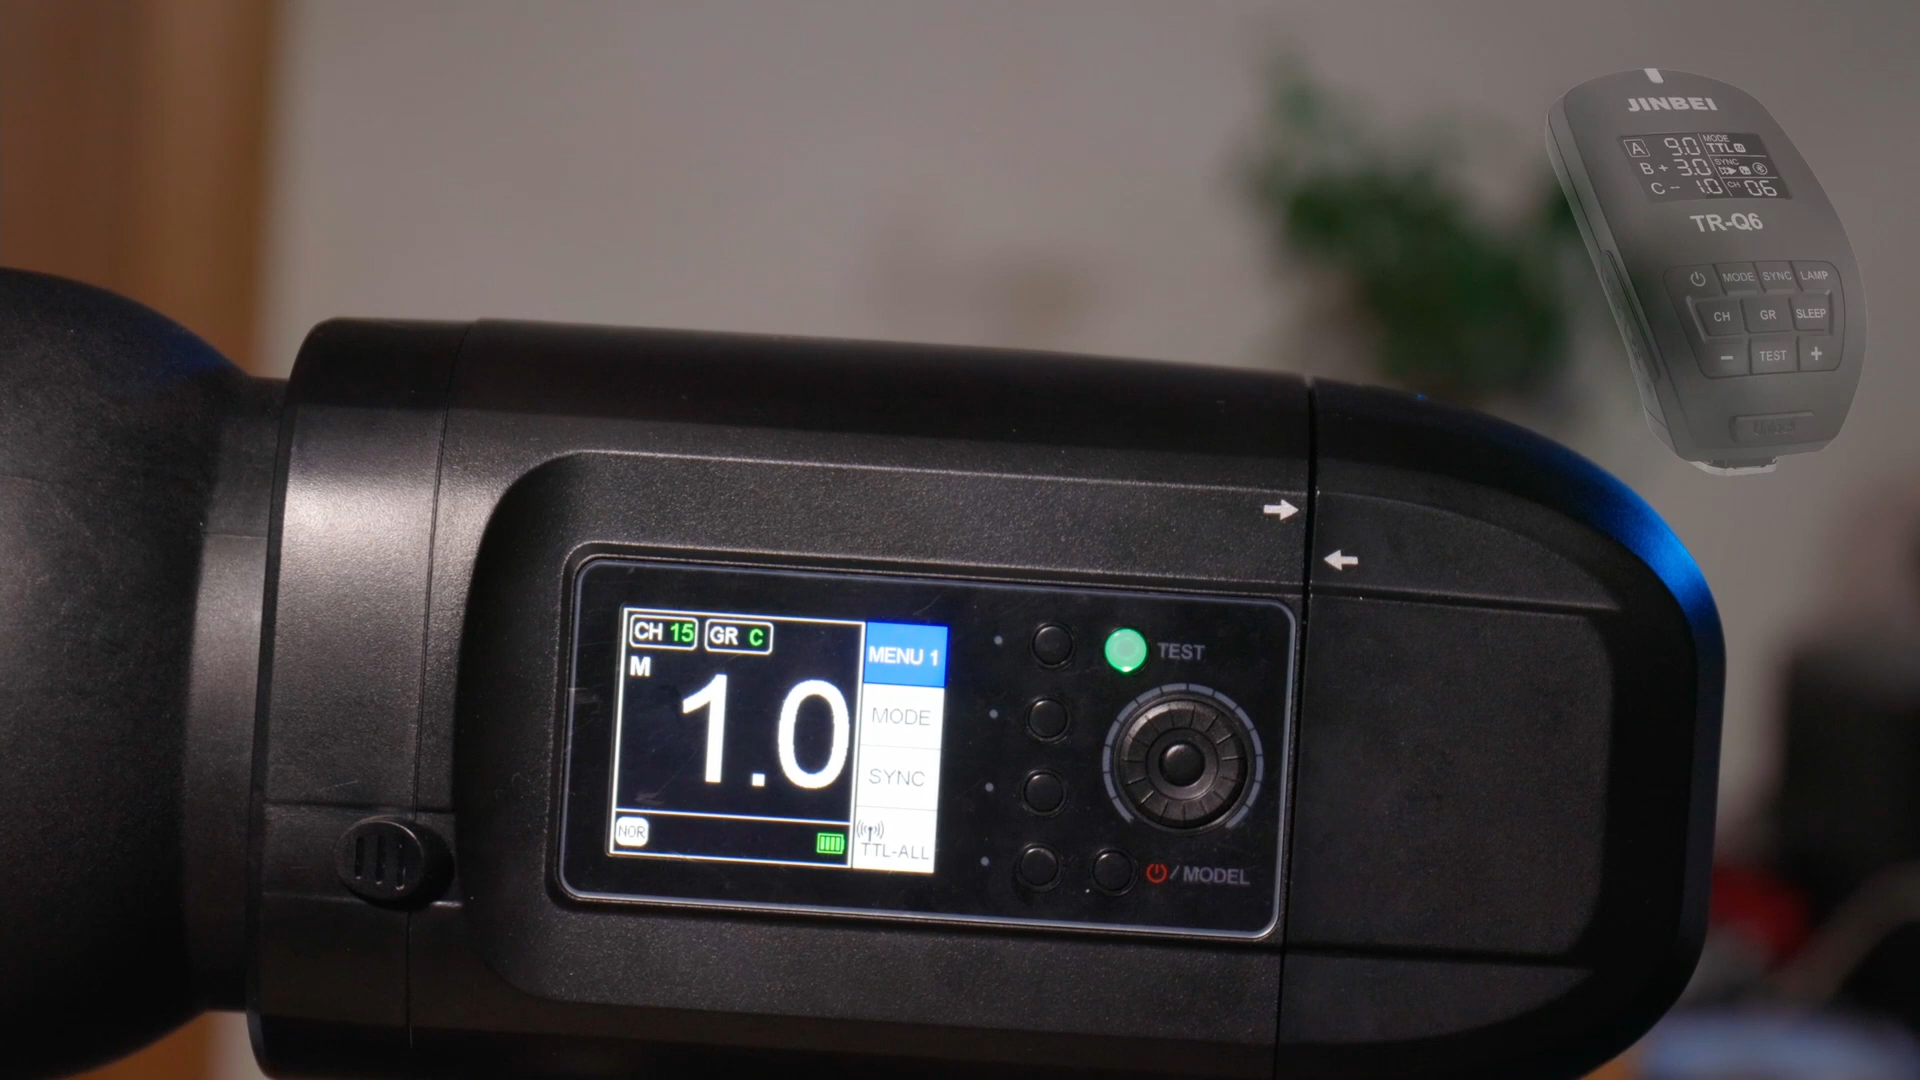 JINBEI
A 9.0 MODE TTL
B + 3.0 SYNC
C - 1.0 CH 06
TR-Q6
MODE SYNC LAMP
CH GR SLEEP
- TEST +
CH 15 GR C
MENU 1
M
1.0
MODE
SYNC
NOR
TTL-ALL
TEST
/ MODEL